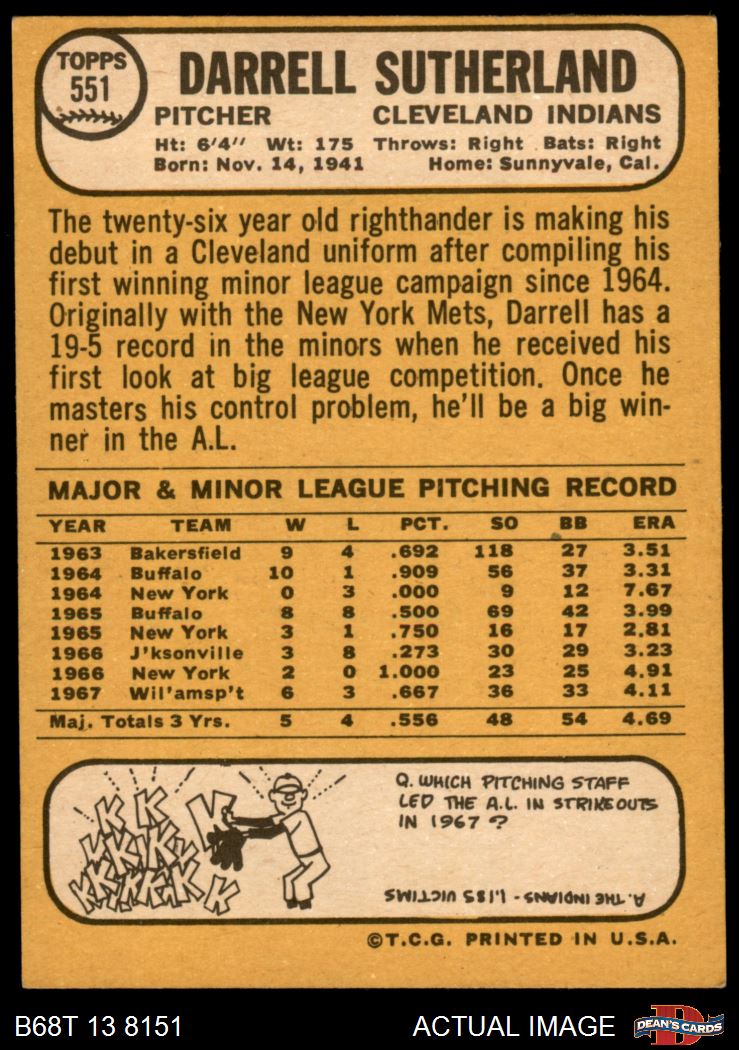 TOPPS
551
DARRELL SUTHERLAND
PITCHER CLEVELAND INDIANS
Ht: 6'4" Wt: 175 Throws: Right Bats: Right
Born: Nov. 14, 1941 Home: Sunnyvale, Cal.
The twenty-six year old righthander is making his
debut in a Cleveland uniform after compiling his
first winning minor league campaign since 1964.
Originally with the New York Mets, Darrell has a
19-5 record in the minors when he received his
first look at big league competition. Once he
masters his control problem, he'll be a big win-
ner in the A.L.
MAJOR & MINOR LEAGUE PITCHING RECORD
YEAR TEAM W L PCT. SO BB ERA
1963 Bakersfield 9 4 .692 118 27 3.51
1964 Buffalo 10 1 .909 56 37 3.31
1964 New York 0 3 .000 9 12 7.67
1965 Buffalo 8 8 .500 69 42 3.99
1965 New York 3 1 .750 16 17 2.81
1966 J'ksonville 3 8 .273 30 29 3.23
1966 New York 2 0 1.000 23 25 4.91
1967 Wil'amsp't 6 3 .667 36 33 4.11
Maj. Totals 3 Yrs. 5 4 .556 48 54 4.69
K K K K K K K K K K K K K
Q. WHICH PITCHING STAFF
LED THE A.L. IN STRIKEOUTS
IN 1967?
A. THE INDIANS - 1,185 VICTIMS
©T.C.G. PRINTED IN U.S.A.
B68T 13 8151 ACTUAL IMAGE D DEAN'S CARDS